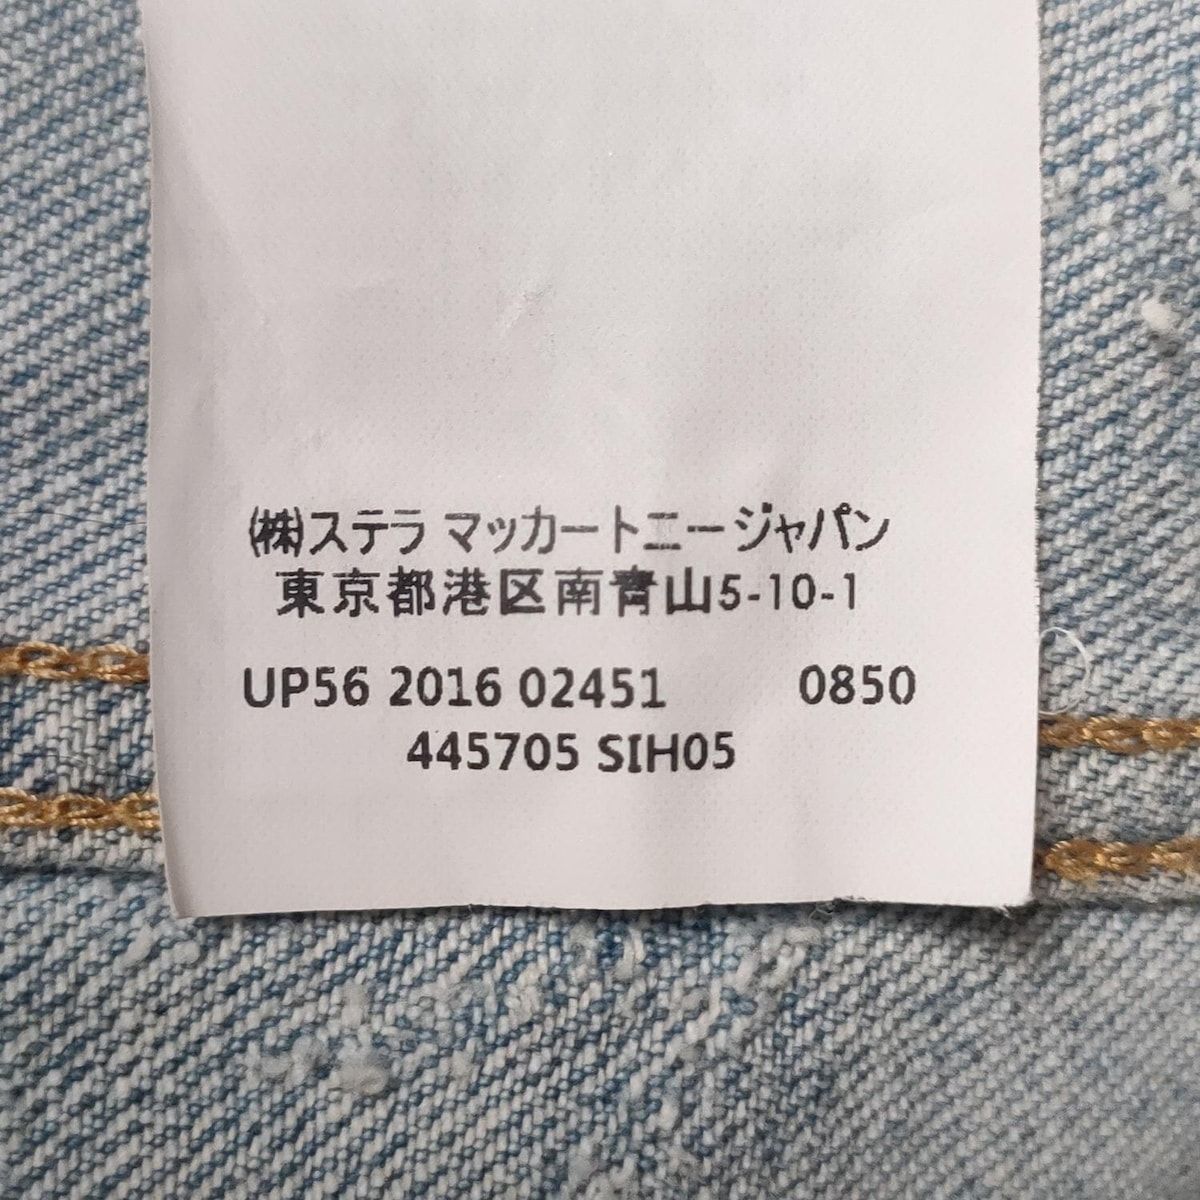 ㈱ステラ マッカートニージャパン
東京都港区南青山5-10-1
UP56 2016 02451 0850
445705 SIH05